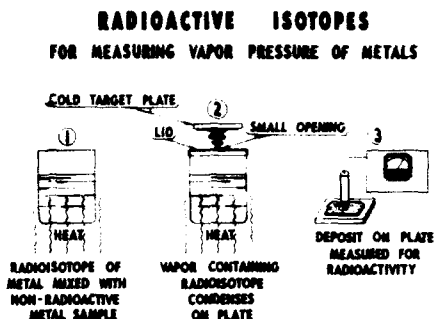 RADIOACTIVE ISOTOPES
FOR MEASURING VAPOR PRESSURE OF METALS
COLD TARGET PLATE
2
1
LID
SMALL OPENING
3
HEAT
HEAT
RADIOISOTOPE OF
METAL MIXED WITH
NON-RADIOACTIVE
METAL SAMPLE
VAPOR CONTAINING
RADIOISOTOPE
CONDENSES
ON PLATE
DEPOSIT ON PLATE
MEASURED FOR
RADIOACTIVITY